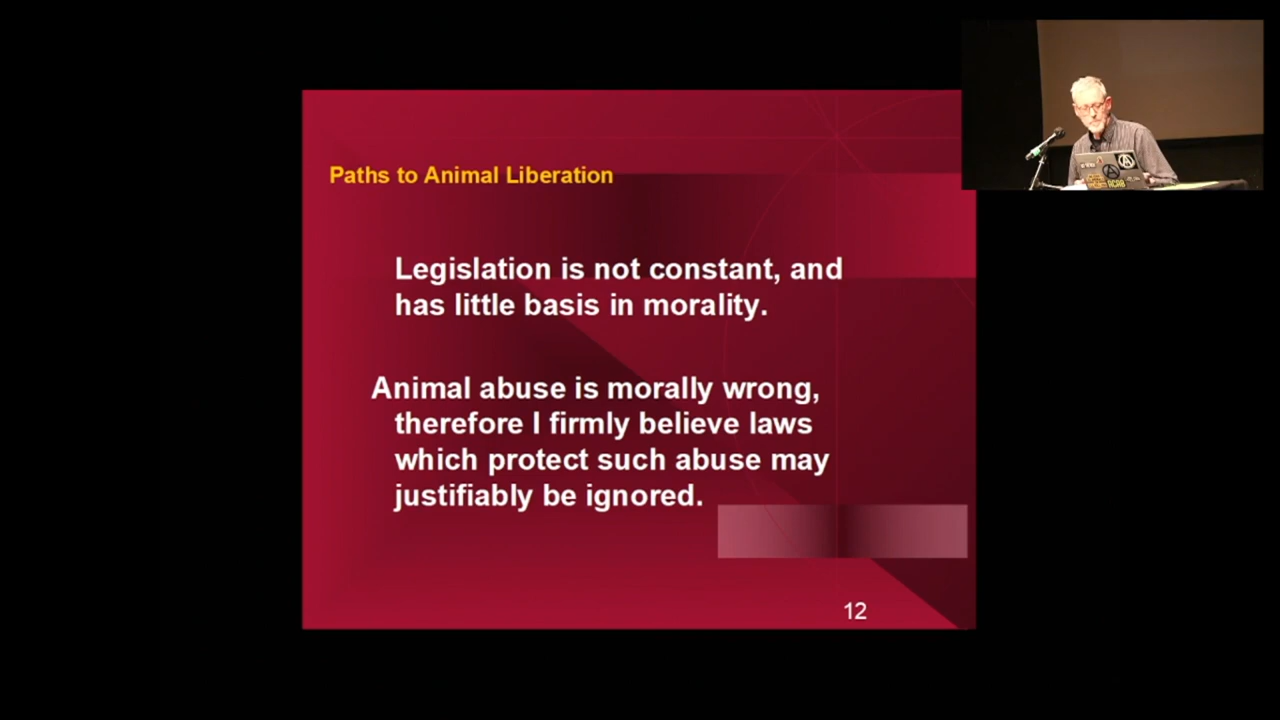 Paths to Animal Liberation
Legislation is not constant, and
has little basis in morality.
Animal abuse is morally wrong,
therefore I firmly believe laws
which protect such abuse may
justifiably be ignored.
12
ACAB